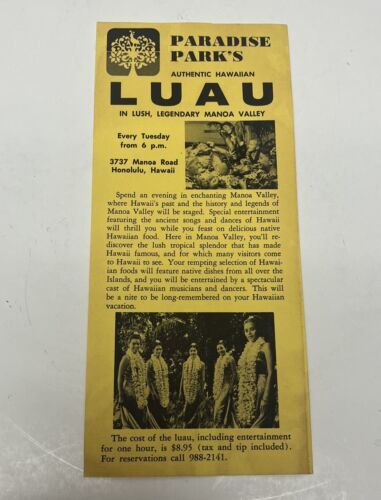 PARADISE
PARK'S
AUTHENTIC HAWAIIAN
LUAU
IN LUSH, LEGENDARY MANOA VALLEY
Every Tuesday
from 6 p.m.
3737 Manoa Road
Honolulu, Hawaii
Spend an evening in enchanting Manoa Valley,
where Hawaii's past and the history and legends of
Manoa Valley will be staged. Special entertainment
featuring the ancient songs and dances of Hawaii
will thrill you while you feast on delicious native
Hawaiian food. Here in Manoa Valley, you'll re-
discover the lush tropical splendor that has made
Hawaii famous, and for which many visitors come
to Hawaii to see. Your tempting selection of Hawai-
ian foods will feature native dishes from all over the
Islands, and you will be entertained by a spectacular
cast of Hawaiian musicians and dancers. This will
be a nite to be long-remembered on your Hawaiian
vacation.
The cost of the luau, including entertainment
for one hour, is $8.95 (tax and tip included).
For reservations call 988-2141.